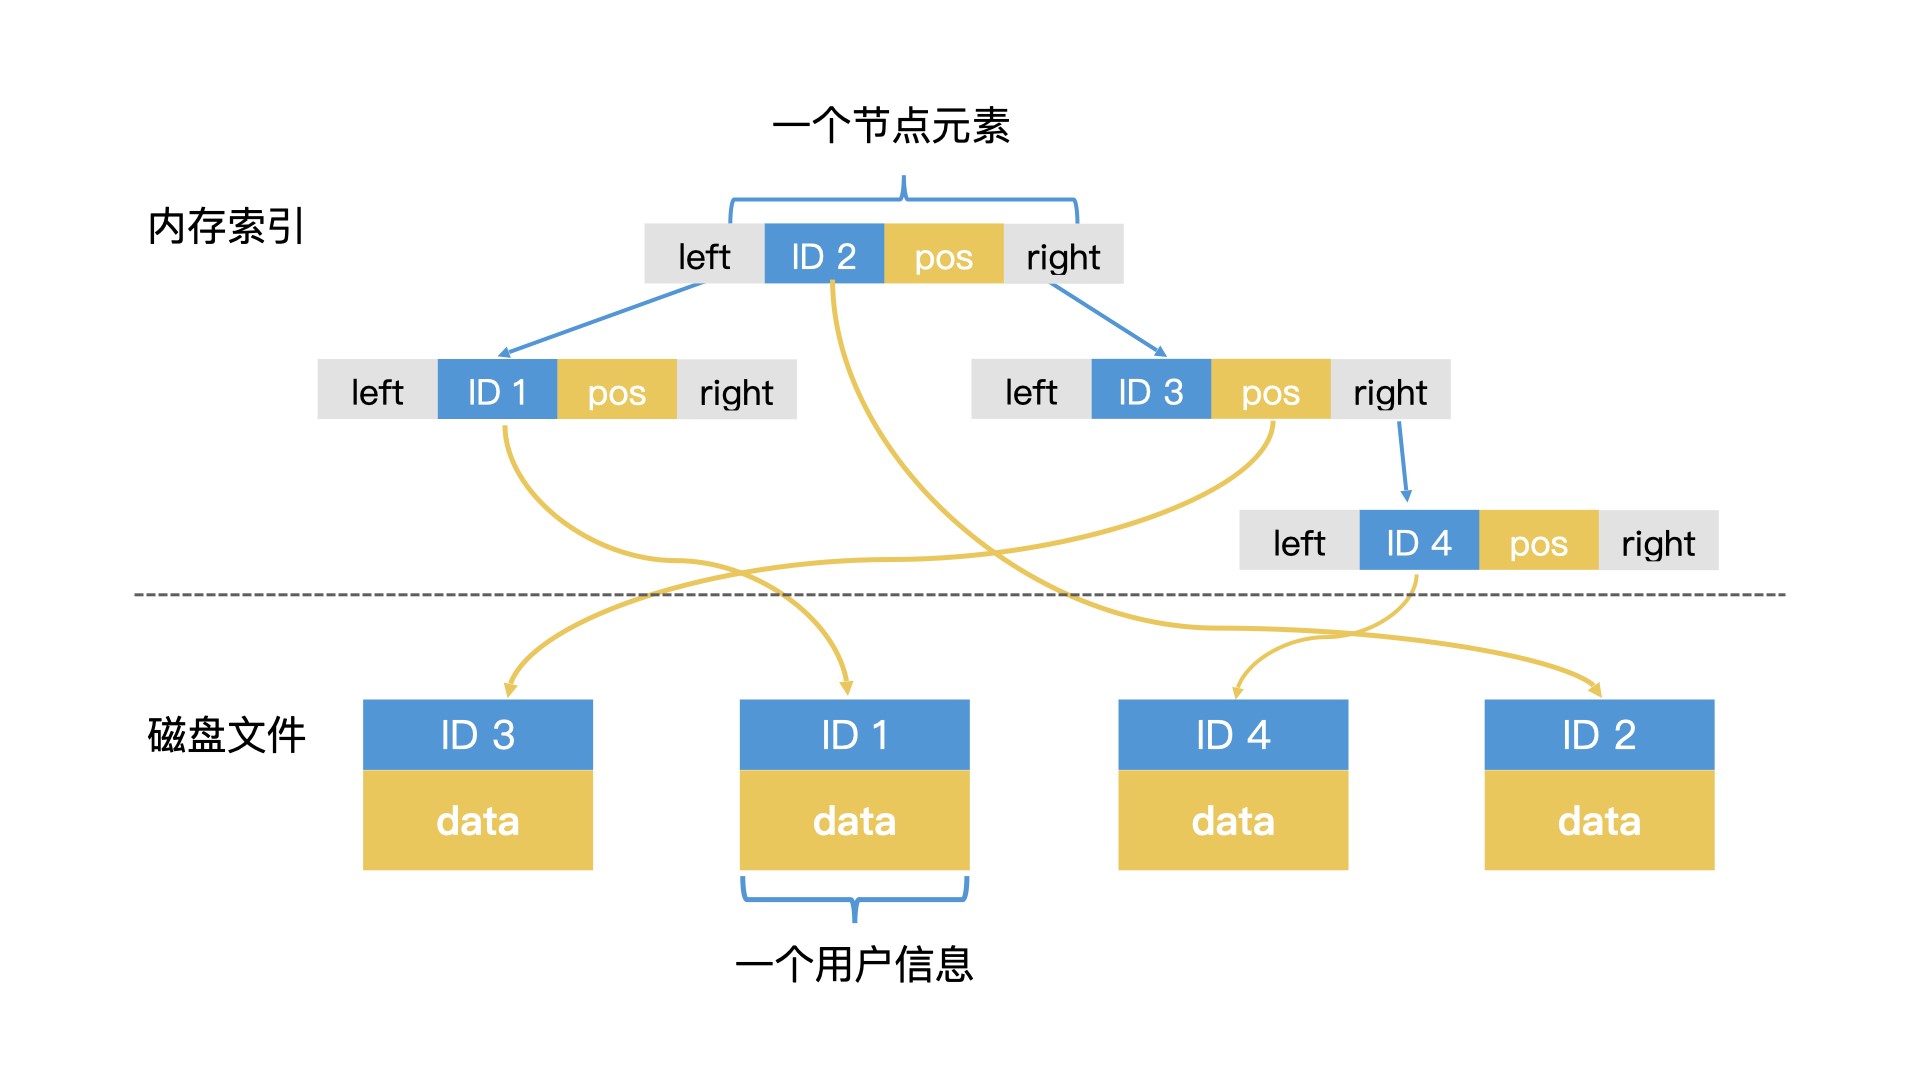 一个节点元素
内存索引
left ID 2 pos right
left ID 1 pos right
left ID 3 pos right
left ID 4 pos right
磁盘文件
ID 3
data
ID 1
data
ID 4
data
ID 2
data
一个用户信息